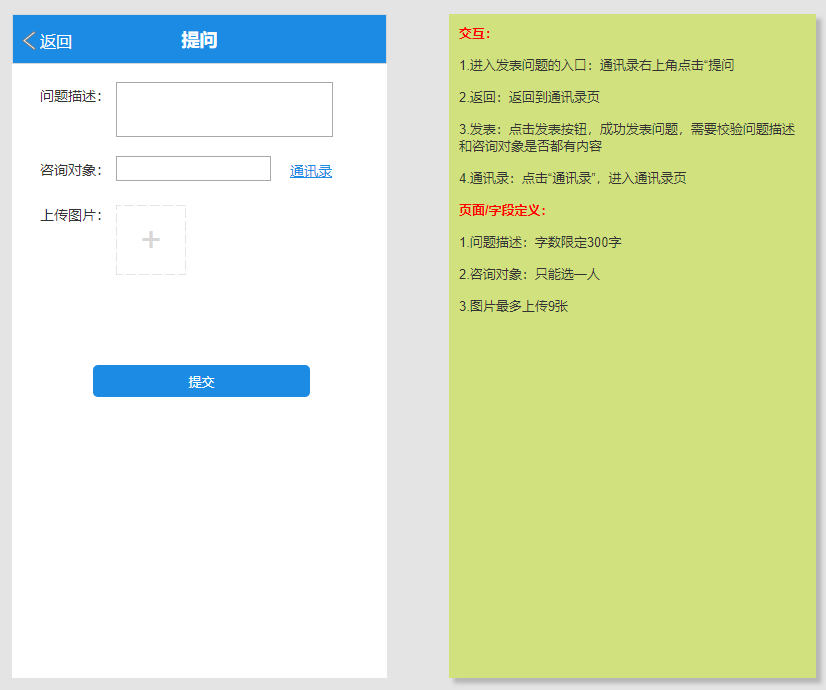 返回
提问
问题描述：
咨询对象：
通讯录
上传图片：
提交
交互：
1.进入发表问题的入口：通讯录右上角点击“提问
2.返回：返回到通讯录页
3.发表：点击发表按钮，成功发表问题，需要校验问题描述
和咨询对象是否都有内容
4.通讯录：点击“通讯录”，进入通讯录页
页面/字段定义：
1.问题描述：字数限定300字
2.咨询对象：只能选一人
3.图片最多上传9张